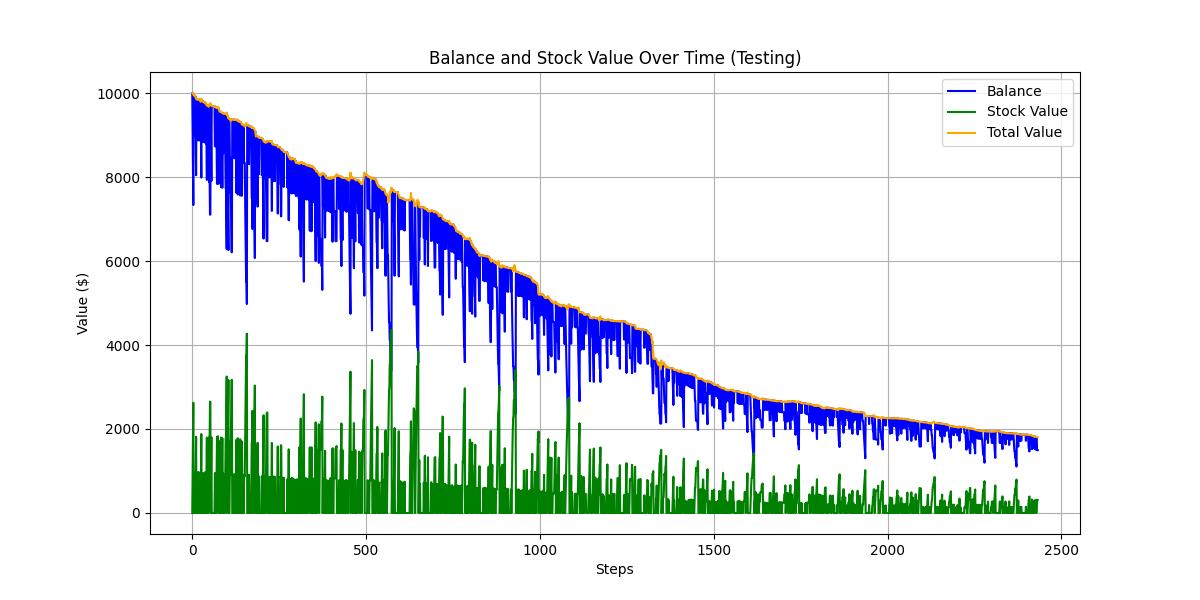 Balance and Stock Value Over Time (Testing)
Balance
Stock Value
Total Value
Value ($)
10000
8000
6000
4000
2000
0
0 500 1000 1500 2000 2500
Steps